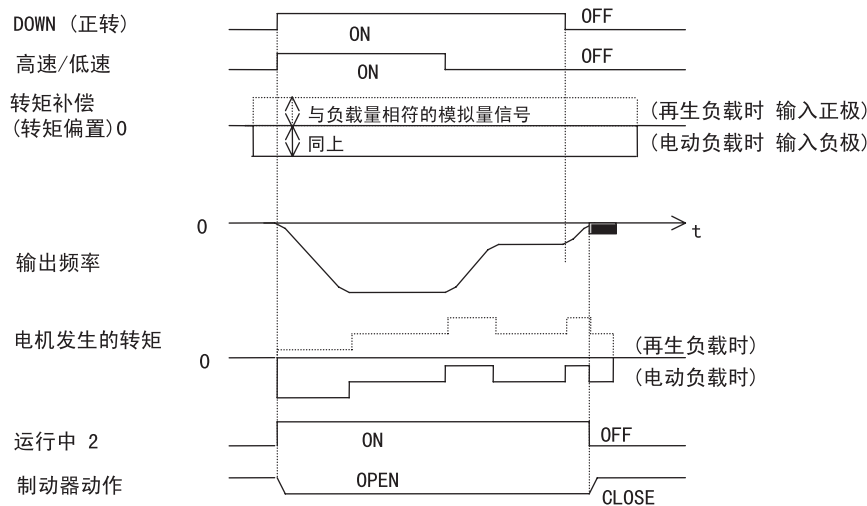 DOWN (正转)
ON
OFF
高速/低速
ON
OFF
转矩补偿
(转矩偏置)0
与负载量相符的模拟量信号
(再生负载时 输入正极)
同上
(电动负载时 输入负极)
0
t
输出频率
电机发生的转矩
0
(再生负载时)
(电动负载时)
运行中 2
ON
OFF
制动器动作
OPEN
CLOSE